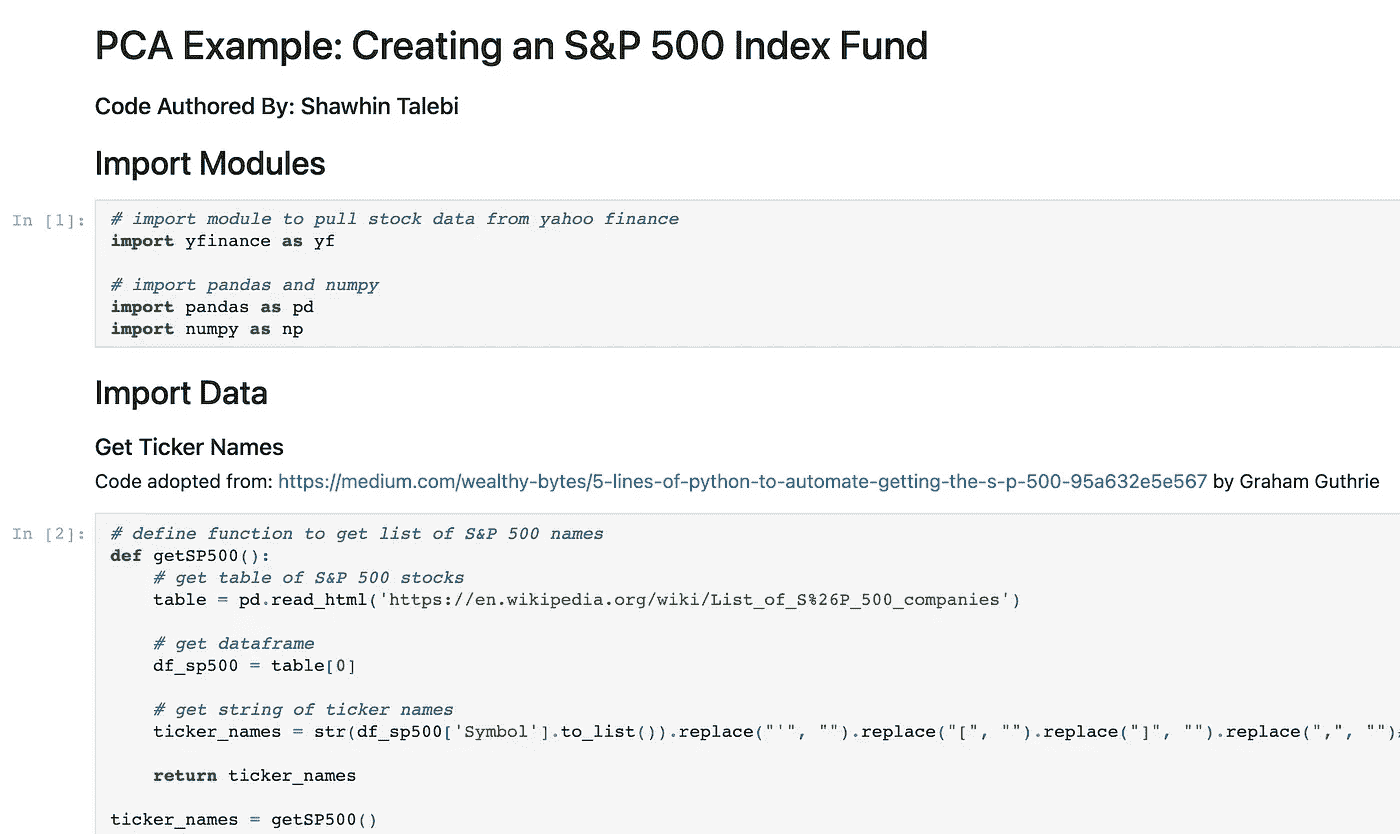 PCA Example: Creating an S&P 500 Index Fund
Code Authored By: Shawhin Talebi
Import Modules
In [1]:
# import module to pull stock data from yahoo finance
import yfinance as yf
# import pandas and numpy
import pandas as pd
import numpy as np
Import Data
Get Ticker Names
Code adopted from: https://medium.com/wealthy-bytes/5-lines-of-python-to-automate-getting-the-s-p-500-95a632e5e567 by Graham Guthrie
In [2]:
# define function to get list of S&P 500 names
def getSP500():
    # get table of S&P 500 stocks
    table = pd.read_html('https://en.wikipedia.org/wiki/List_of_S%26P_500_companies')
    # get dataframe
    df_sp500 = table[0]
    # get string of ticker names
    ticker_names = str(df_sp500['Symbol'].to_list()).replace("'", "").replace("[", "").replace("]", "").replace(",", "")
    return ticker_names
ticker_names = getSP500()